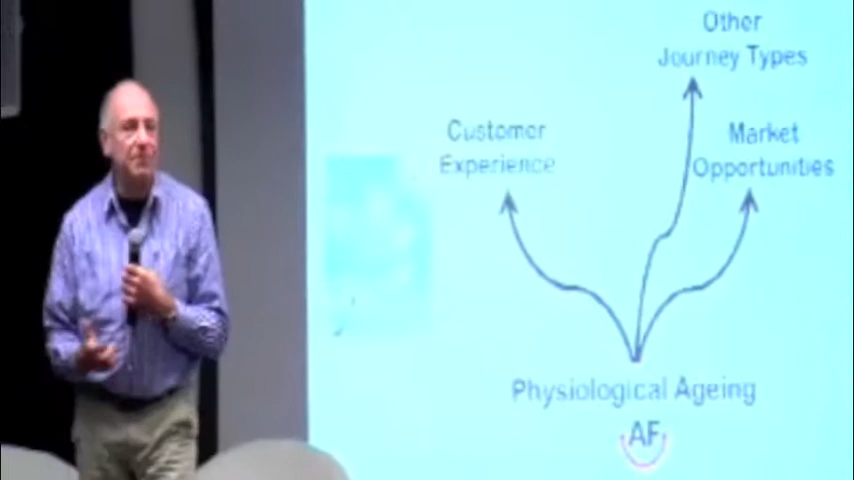 Other
Journey Types
Customer
Experience
Market
Opportunities
Physiological Ageing
AF